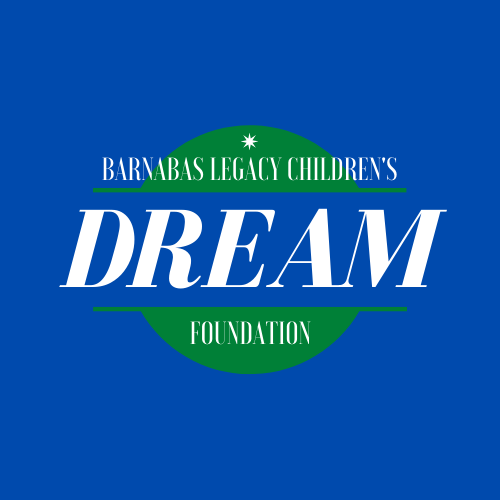 BARNABAS LEGACY CHILDREN'S
DREAM
FOUNDATION